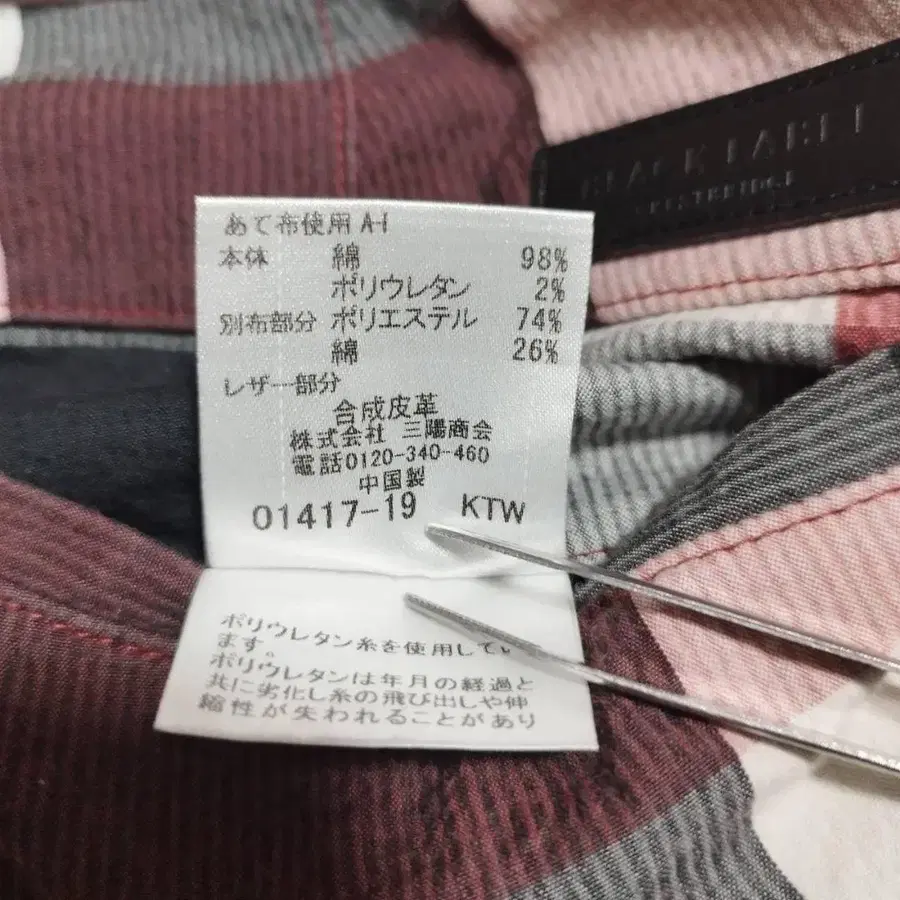 BLACK LABEL
CRESTBRIDGE
あて布使用 A-I
本体 綿 98%
ポリウレタン 2%
別布部分 ポリエステル 74%
綿 26%
レザー部分
合成皮革
株式会社 三陽商会
電話0120-340-460
中国製
01417-19 KTW
ポリウレタン糸を使用してい
ます。
ポリウレタンは年月の経過と
共に劣化し糸の飛び出しや伸
縮性が失われることがあり